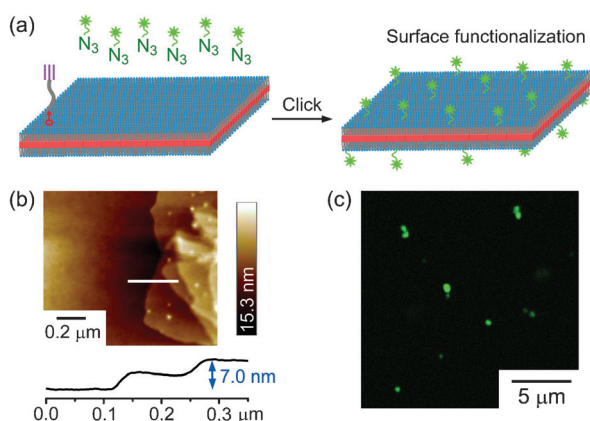 (a)
N3 N3 N3 N3 N3 N3
Surface functionalization
Click
(b)
(c)
15.3 nm
0.2 μm
7.0 nm
0.0 0.1 0.2 0.3 μm
5 μm